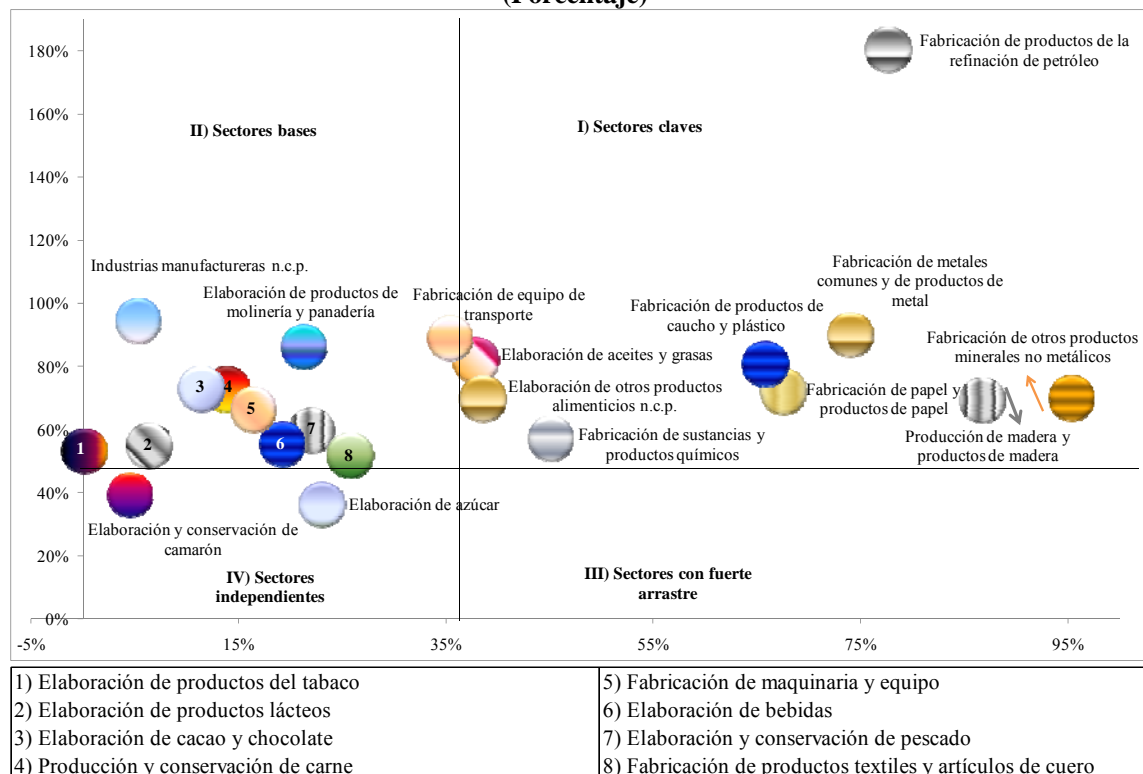 (Porcentaje)
180%
160%
140%
120%
100%
80%
60%
40%
20%
0%
-5%
15%
35%
55%
75%
95%
Fabricación de productos de la
refinación de petróleo
II) Sectores bases
I) Sectores claves
Industrias manufactureras n.c.p.
Elaboración de productos de
molinería y panadería
Fabricación de equipo de
transporte
Fabricación de productos de
caucho y plástico
Fabricación de metales
comunes y de productos de
metal
Fabricación de otros productos
minerales no metálicos
Elaboración de aceites y grasas
Elaboración de otros productos
alimenticios n.c.p.
Fabricación de papel y
productos de papel
Fabricación de sustancias y
productos químicos
Producción de madera y
productos de madera
1
2
3
4
5
6
7
8
Elaboración de azúcar
Elaboración y conservación de
camarón
IV) Sectores
independientes
III) Sectores con fuerte
arrastre
1) Elaboración de productos del tabaco
2) Elaboración de productos lácteos
3) Elaboración de cacao y chocolate
4) Producción y conservación de carne
5) Fabricación de maquinaria y equipo
6) Elaboración de bebidas
7) Elaboración y conservación de pescado
8) Fabricación de productos textiles y artículos de cuero